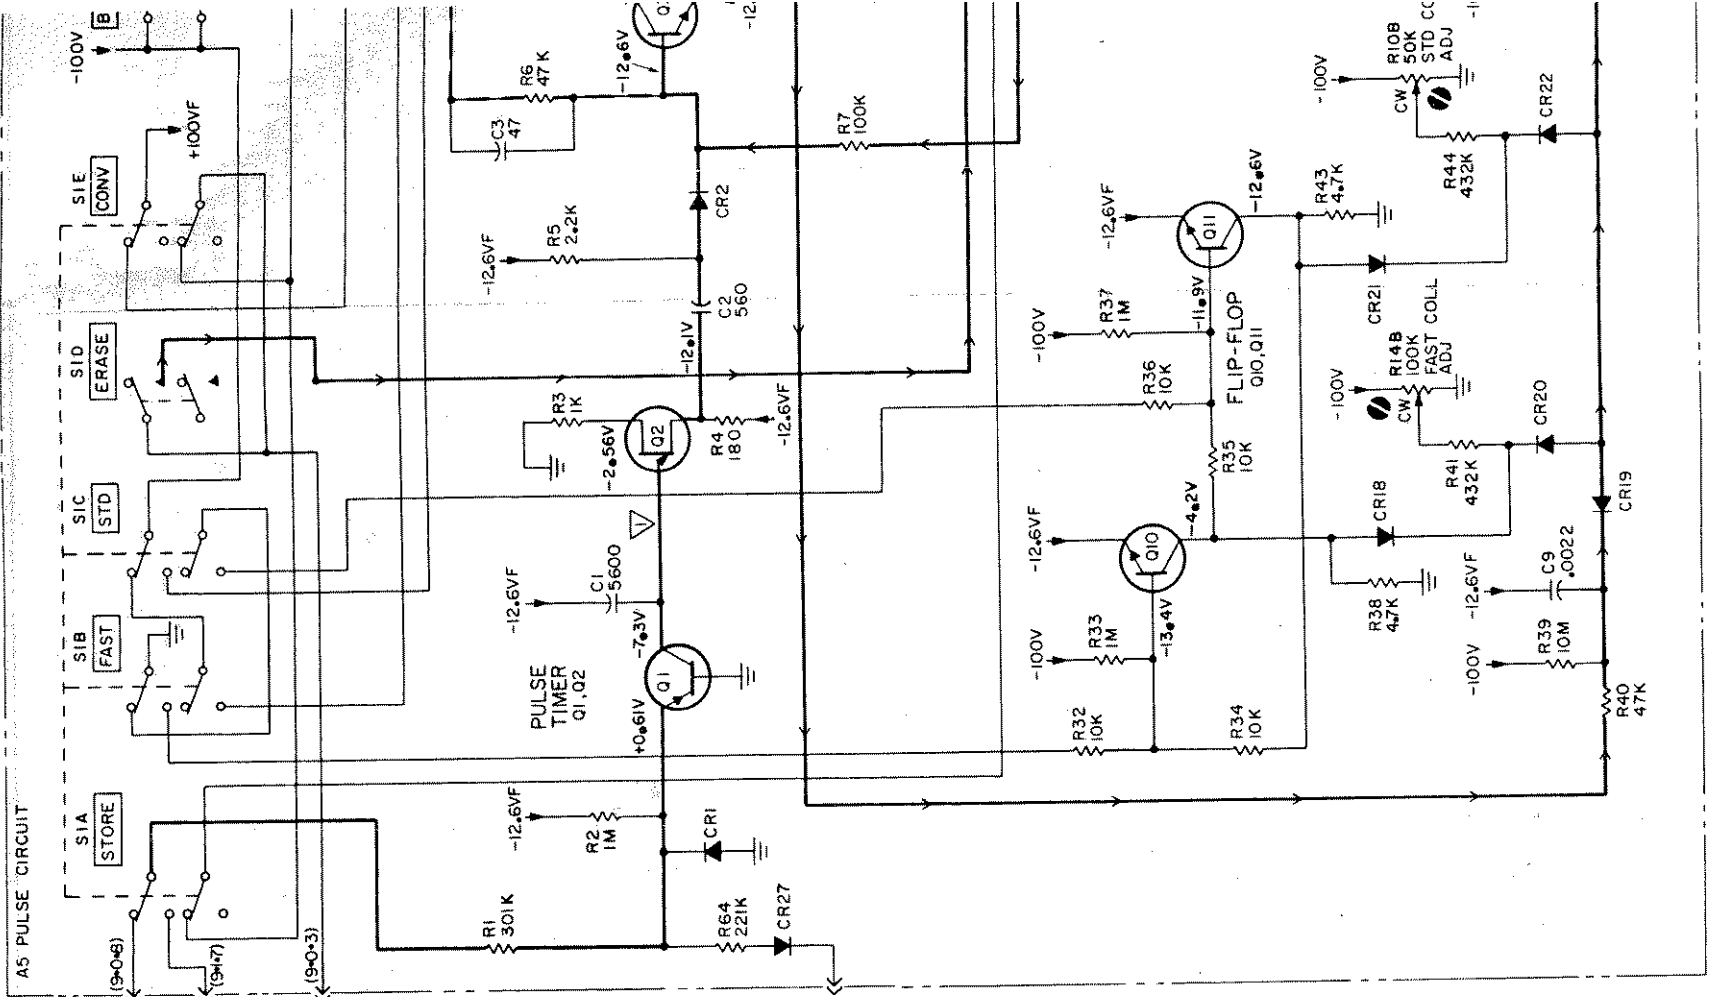 A5 PULSE CIRCUIT
S1A
STORE
S1B
FAST
S1C
STD
S1D
ERASE
S1E
CONV
B
-100V
+100VF
(9•0•8)
(9•1•7)
(9•0•3)
R1
301K
R64
221K
CR27
CR1
-12.6VF
R2
1M
+0.61V
Q1
PULSE
TIMER
Q1,Q2
-7.3V
-12.6VF
C1
5600
1
-2.56V
Q2
R3
1K
R4
180
-12.6VF
-12.1V
C2
560
-12.6VF
R5
2.2K
CR2
C3
47
R6
47K
-12.6V
R7
100K
R32
10K
R34
10K
-100V
R33
1M
-13.4V
-12.6VF
Q10
-4.2V
R35
10K
R36
10K
FLIP-FLOP
Q10,Q11
-100V
R37
1M
-11.9V
-12.6VF
Q11
-12.6V
R43
4.7K
CR21
R38
4.7K
CR18
-100V
R14B
100K
FAST COLL
ADJ
CW
R41
432K
CR20
-100V
R10B
50K
ADJ
CW
R44
432K
CR22
CR19
-12.6VF
C9
.0022
-100V
R39
10M
R40
47K